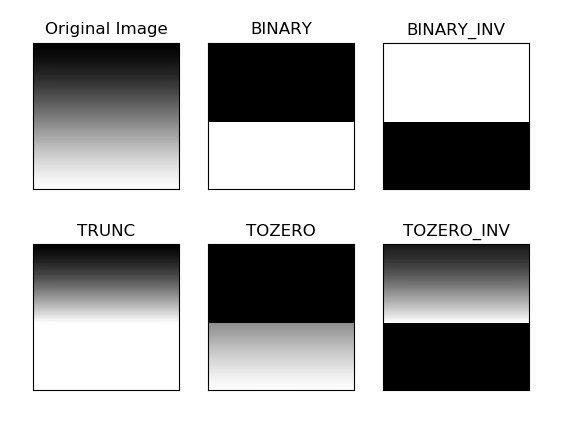 Original Image
BINARY
BINARY_INV
TRUNC
TOZERO
TOZERO_INV